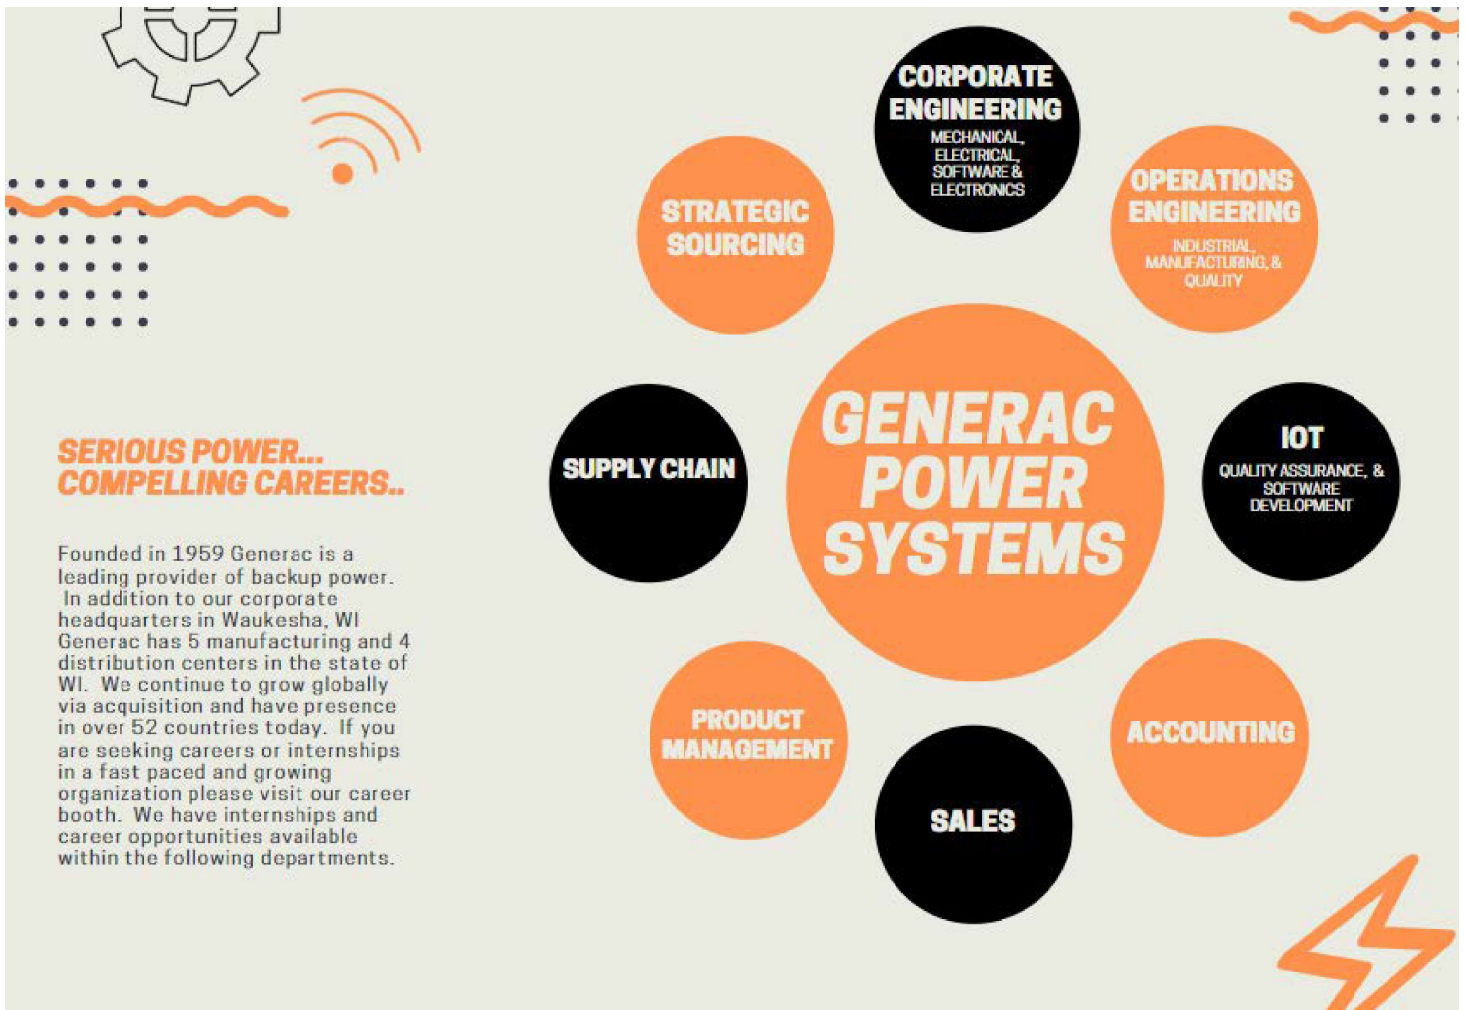 SERIOUS POWER...
COMPELLING CAREERS..
Founded in 1959 Generac is a
leading provider of backup power.
In addition to our corporate
headquarters in Waukesha, WI
Generac has 5 manufacturing and 4
distribution centers in the state of
WI.  We continue to grow globally
via acquisition and have presence
in over 52 countries today.  If you
are seeking careers or internships
in a fast paced and growing
organization please visit our career
booth.  We have internships and
career opportunities available
within the following departments.
GENERAC
POWER
SYSTEMS
CORPORATE
ENGINEERING
MECHANICAL,
ELECTRICAL,
SOFTWARE &
ELECTRONICS
OPERATIONS
ENGINEERING
INDUSTRIAL,
MANUFACTURING, &
QUALITY
IOT
QUALITY ASSURANCE, &
SOFTWARE
DEVELOPMENT
ACCOUNTING
SALES
PRODUCT
MANAGEMENT
SUPPLY CHAIN
STRATEGIC
SOURCING